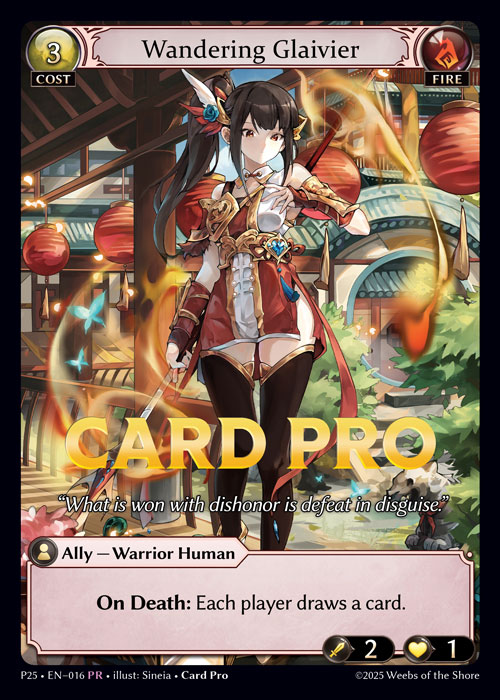 3
COST
Wandering Glaivier
FIRE
CARD PRO
“What is won with dishonor is defeat in disguise.”
Ally — Warrior Human
On Death: Each player draws a card.
2
1
P25 • EN–016 PR • illust: Sineia • Card Pro
©2025 Weebs of the Shore